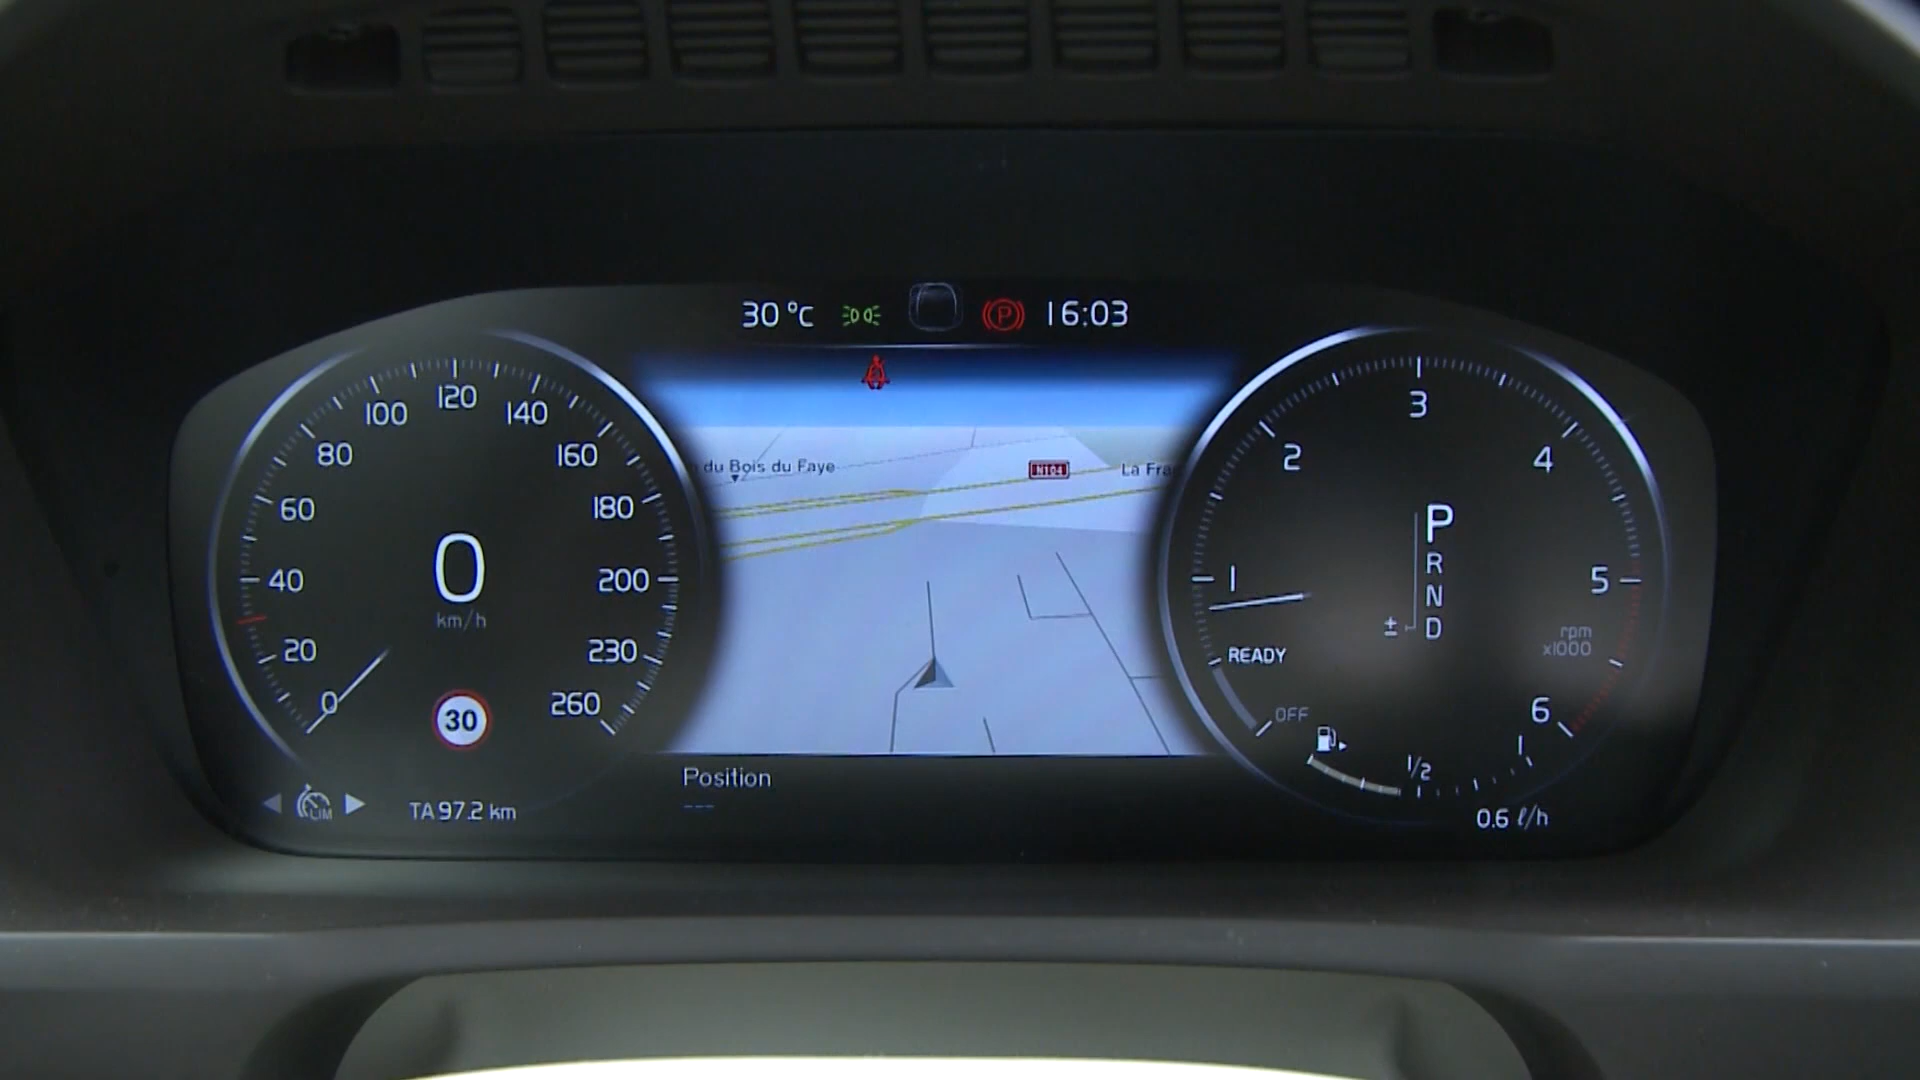 30 °C
16:03
0
20
40
60
80
100
120
140
160
180
200
230
260
0
km/h
30
LIM
TA 97.2 km
du Bois du Faye
N104
La Fra
Position
---
OFF
READY
1
2
3
4
5
6
rpm
x1000
P
R
N
D
±
1/2
1
0.6 ℓ/h